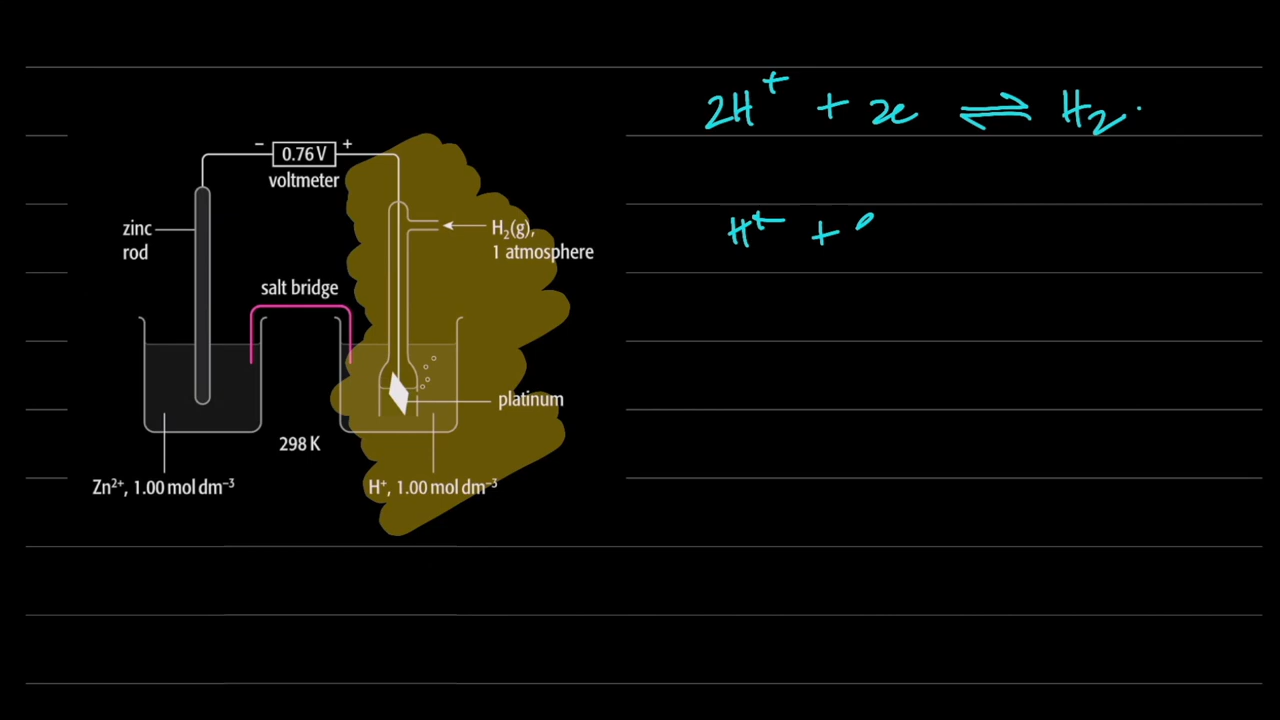 2H⁺ + 2e ⇌ H₂.
− 0.76 V +
voltmeter
zinc
rod
H₂(g),
1 atmosphere
H⁺ +
salt bridge
platinum
298 K
Zn²⁺, 1.00 mol dm⁻³
H⁺, 1.00 mol dm⁻³